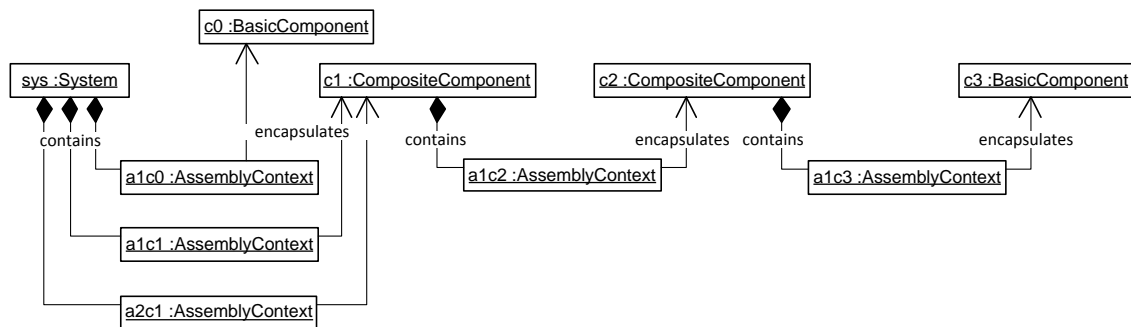 c0 :BasicComponent
sys :System
c1 :CompositeComponent
c2 :CompositeComponent
c3 :BasicComponent
contains
encapsulates
contains
encapsulates
contains
encapsulates
a1c0 :AssemblyContext
a1c2 :AssemblyContext
a1c3 :AssemblyContext
a1c1 :AssemblyContext
a2c1 :AssemblyContext